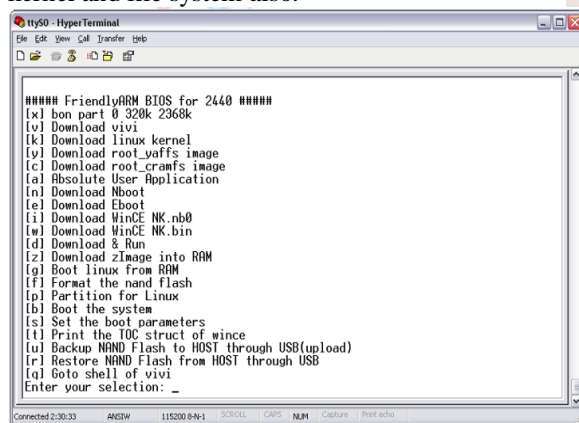 kernel and file system also.
ttyS0 - HyperTerminal
File Edit View Call Transfer Help
##### FriendlyARM BIOS for 2440 #####
[x] bon part 0 320k 2368k
[v] Download vivi
[k] Download linux kernel
[y] Download root_yaffs image
[c] Download root_cramfs image
[a] Absolute User Application
[n] Download Nboot
[e] Download Eboot
[i] Download WinCE NK.nb0
[w] Download WinCE NK.bin
[d] Download & Run
[z] Download zImage into RAM
[g] Boot linux from RAM
[f] Format the nand flash
[p] Partition for Linux
[b] Boot the system
[s] Set the boot parameters
[t] Print the TOC struct of wince
[u] Backup NAND Flash to HOST through USB(upload)
[r] Restore NAND Flash from HOST through USB
[q] Goto shell of vivi
Enter your selection: _
Connected 2:30:33 ANSIW 115200 8-N-1 SCROLL CAPS NUM Capture Print echo